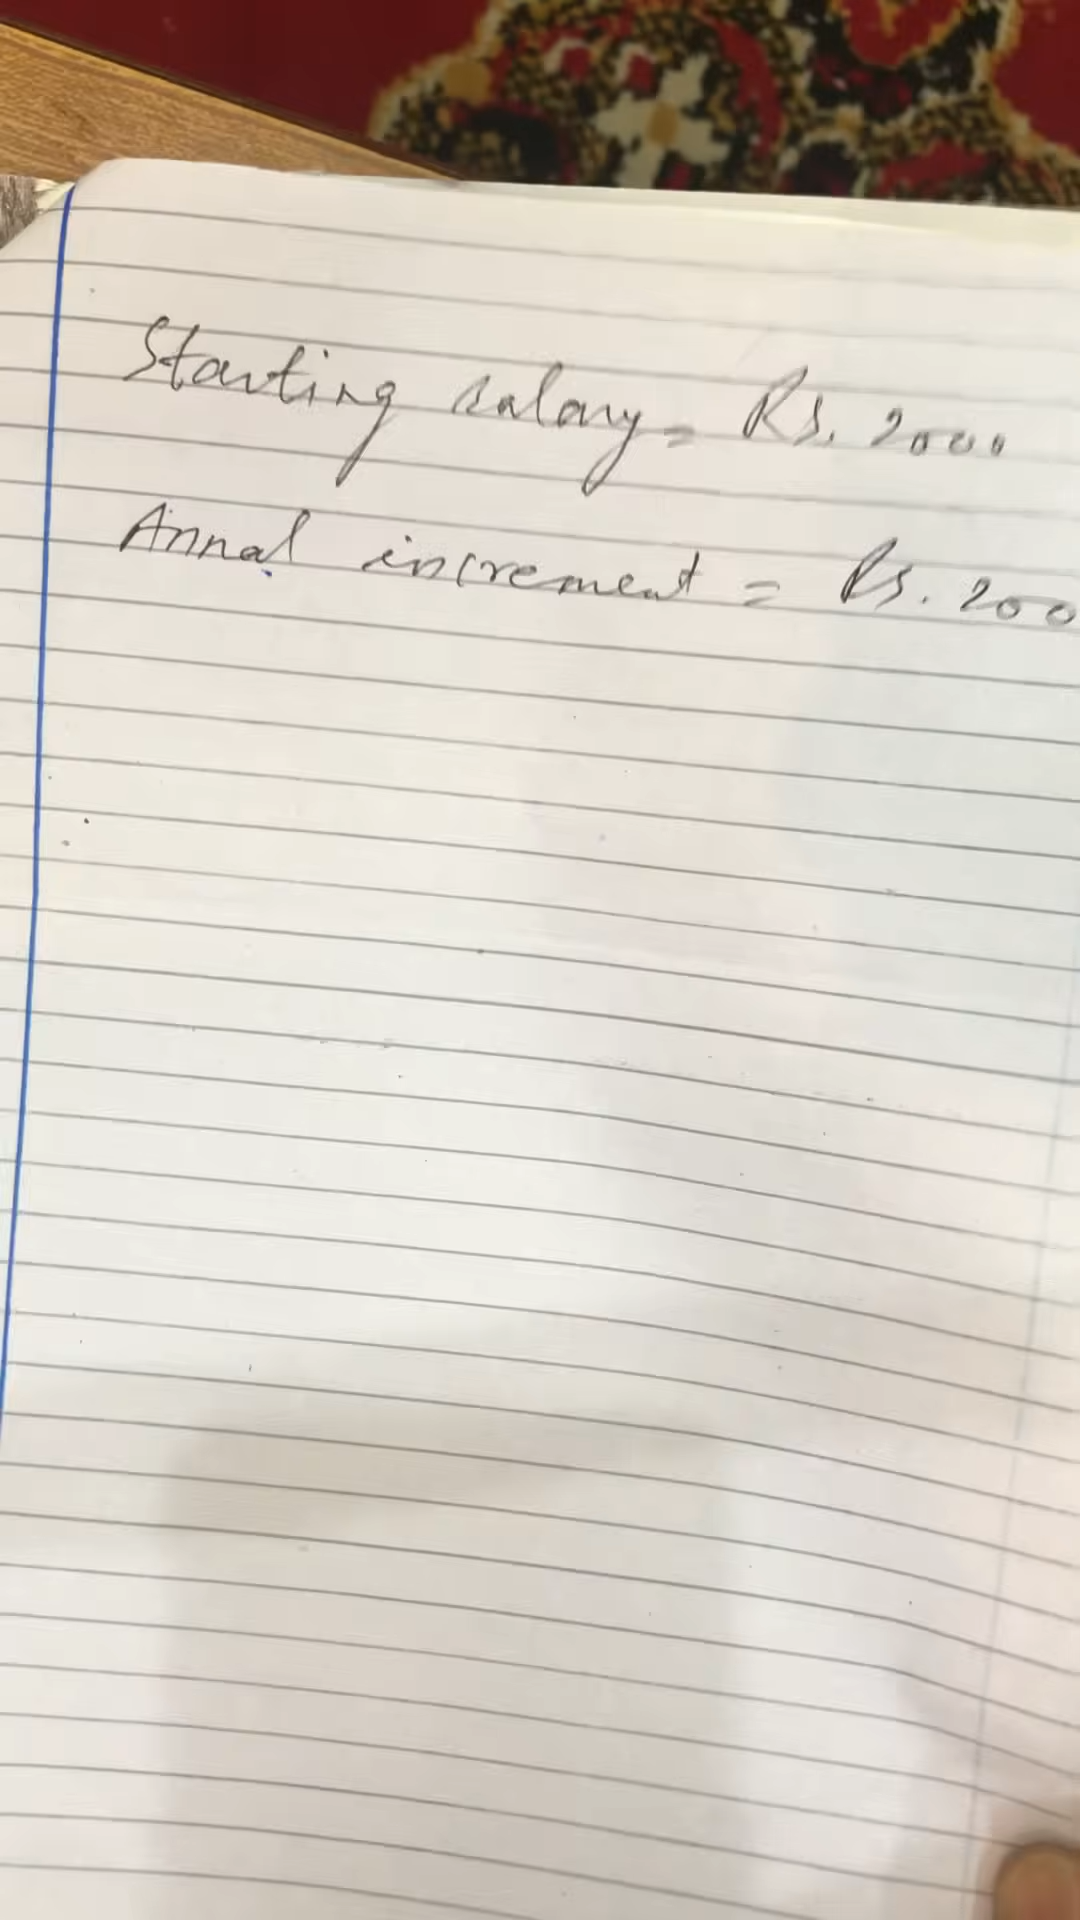 Starting salary = Rs. 2000
Annal increment = Rs. 200